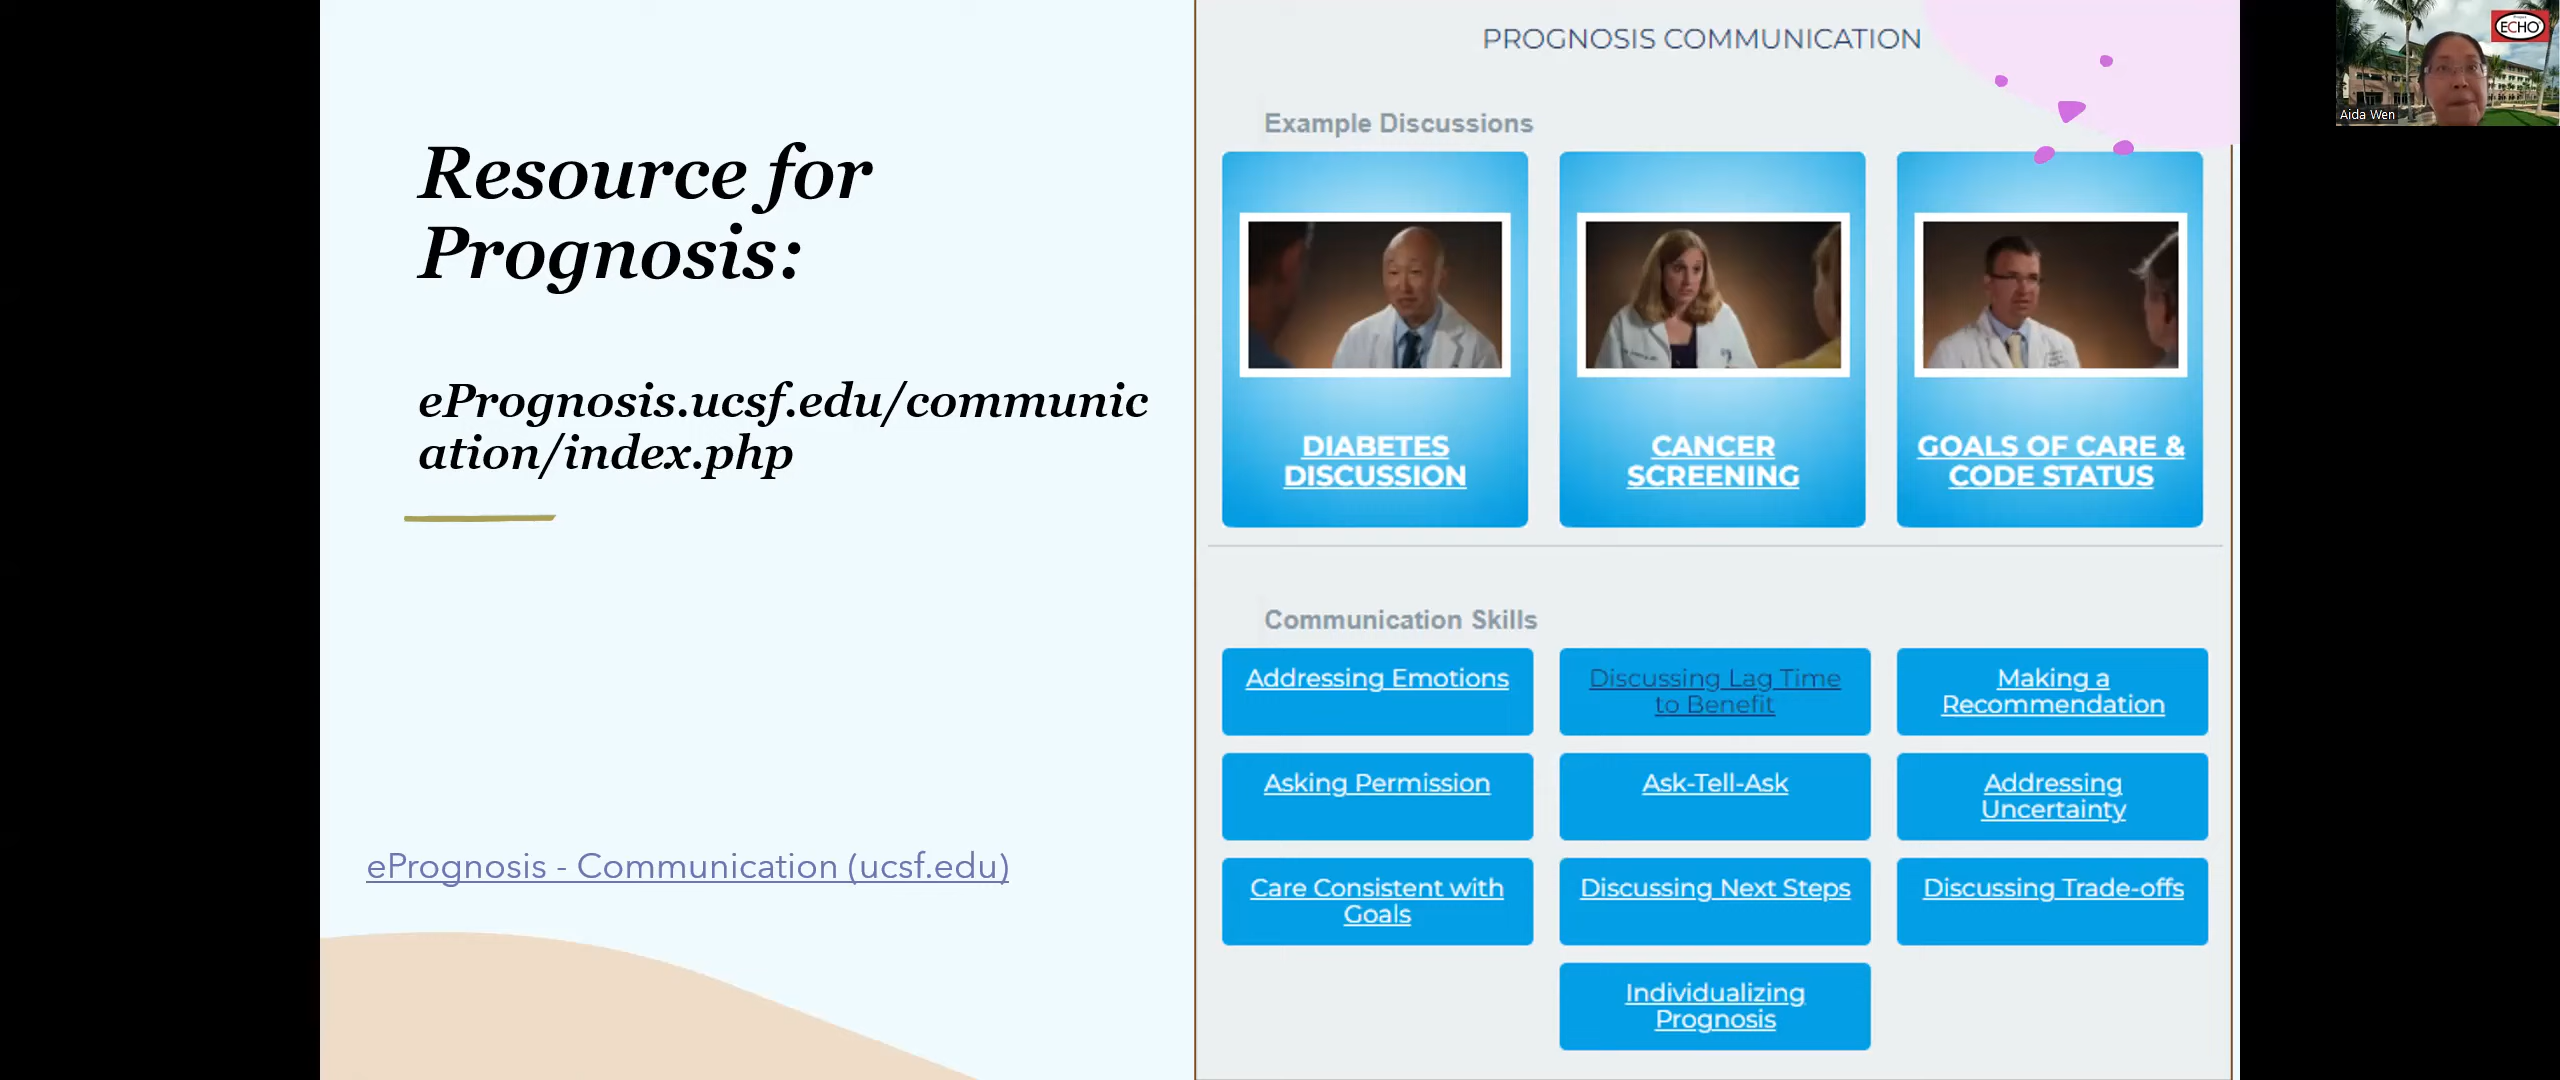 Resource for
Prognosis:
ePrognosis.ucsf.edu/communic
ation/index.php
ePrognosis - Communication (ucsf.edu)
PROGNOSIS COMMUNICATION
Example Discussions
DIABETES
DISCUSSION
CANCER
SCREENING
GOALS OF CARE &
CODE STATUS
Communication Skills
Addressing Emotions
Discussing Lag Time
to Benefit
Making a
Recommendation
Asking Permission
Ask-Tell-Ask
Addressing
Uncertainty
Care Consistent with
Goals
Discussing Next Steps
Discussing Trade-offs
Individualizing
Prognosis
ECHO
Aida Wen